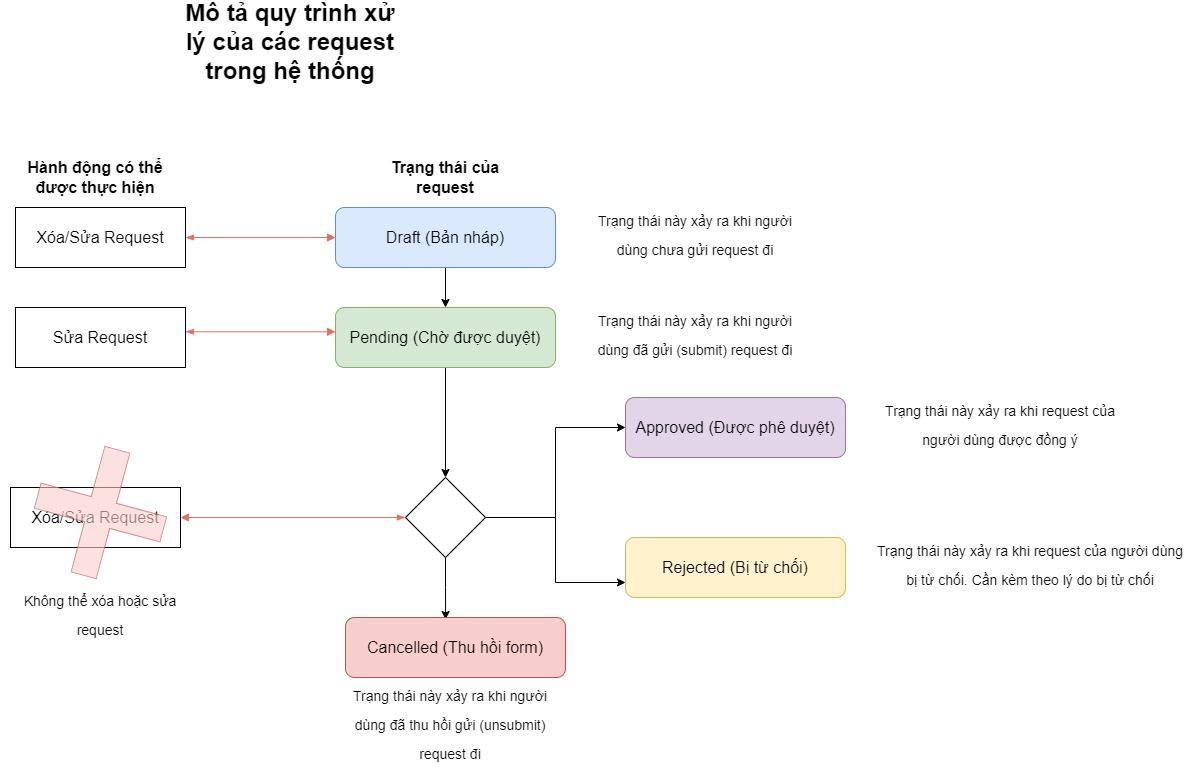 Mô tả quy trình xử
lý của các request
trong hệ thống
Hành động có thể
được thực hiện
Trạng thái của
request
Xóa/Sửa Request
Draft (Bản nháp)
Trạng thái này xảy ra khi người
dùng chưa gửi request đi
Sửa Request
Pending (Chờ được duyệt)
Trạng thái này xảy ra khi người
dùng đã gửi (submit) request đi
Approved (Được phê duyệt)
Trạng thái này xảy ra khi request của
người dùng được đồng ý
Xóa/Sửa Request
Không thể xóa hoặc sửa
request
Rejected (Bị từ chối)
Trạng thái này xảy ra khi request của người dùng
bị từ chối. Cần kèm theo lý do bị từ chối
Cancelled (Thu hồi form)
Trạng thái này xảy ra khi người
dùng đã thu hồi gửi (unsubmit)
request đi